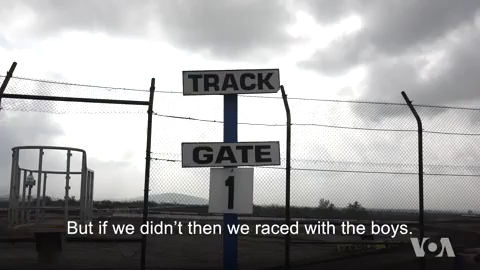 TRACK
GATE
1
But if we didn't then we raced with the boys.
VOA